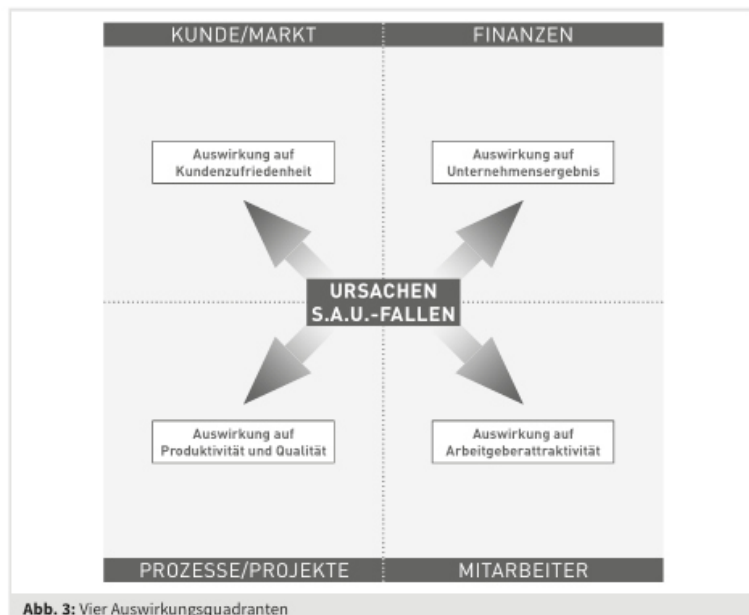 KUNDE/MARKT
FINANZEN
Auswirkung auf
Kundenzufriedenheit
Auswirkung auf
Unternehmensergebnis
URSACHEN
S.A.U.-FALLEN
Auswirkung auf
Produktivität und Qualität
Auswirkung auf
Arbeitgeberattraktivität
PROZESSE/PROJEKTE
MITARBEITER
Abb. 3: Vier Auswirkungsquadranten